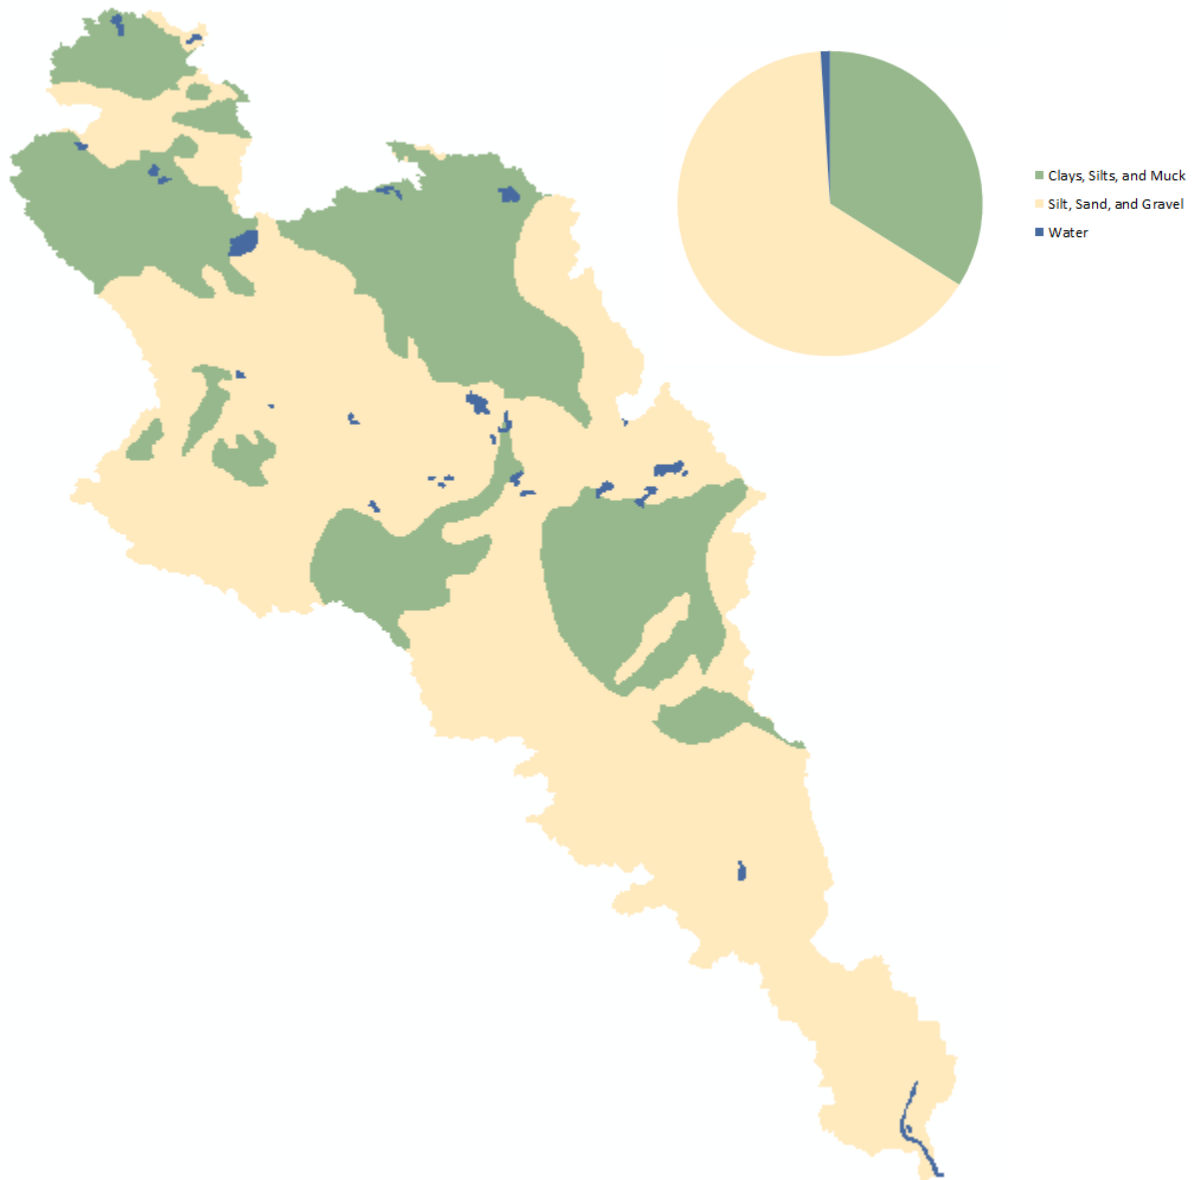 Clays, Silts, and Muck
Silt, Sand, and Gravel
Water